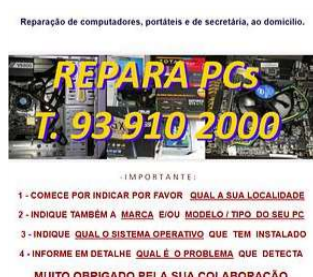 Reparação de computadores, portáteis e de secretária, ao domicilio.
REPARA PCs
T. 93 910 2000
-IMPORTANTE:
1 - COMECE POR INDICAR POR FAVOR QUAL A SUA LOCALIDADE
2 - INDIQUE TAMBÉM A MARCA E/OU MODELO / TIPO DO SEU PC
3 - INDIQUE QUAL O SISTEMA OPERATIVO QUE TEM INSTALADO
4 - INFORME EM DETALHE QUAL É O PROBLEMA QUE DETECTA
MUITO OBRIGADO PELA SUA COLABORAÇÃO